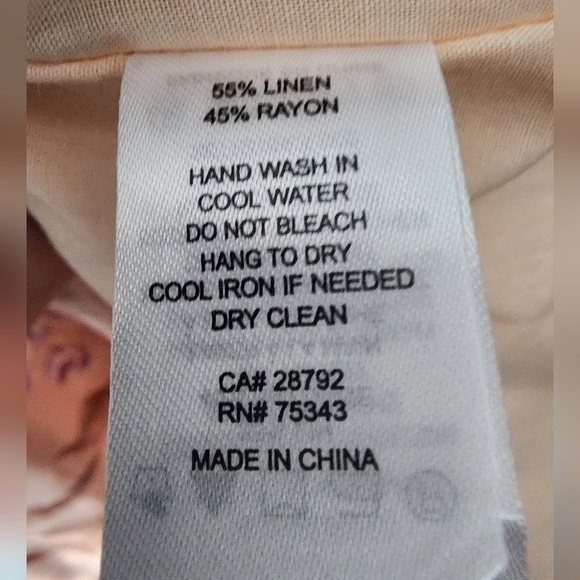 55% LINEN
45% RAYON
HAND WASH IN
COOL WATER
DO NOT BLEACH
HANG TO DRY
COOL IRON IF NEEDED
DRY CLEAN
CA# 28792
RN# 75343
MADE IN CHINA